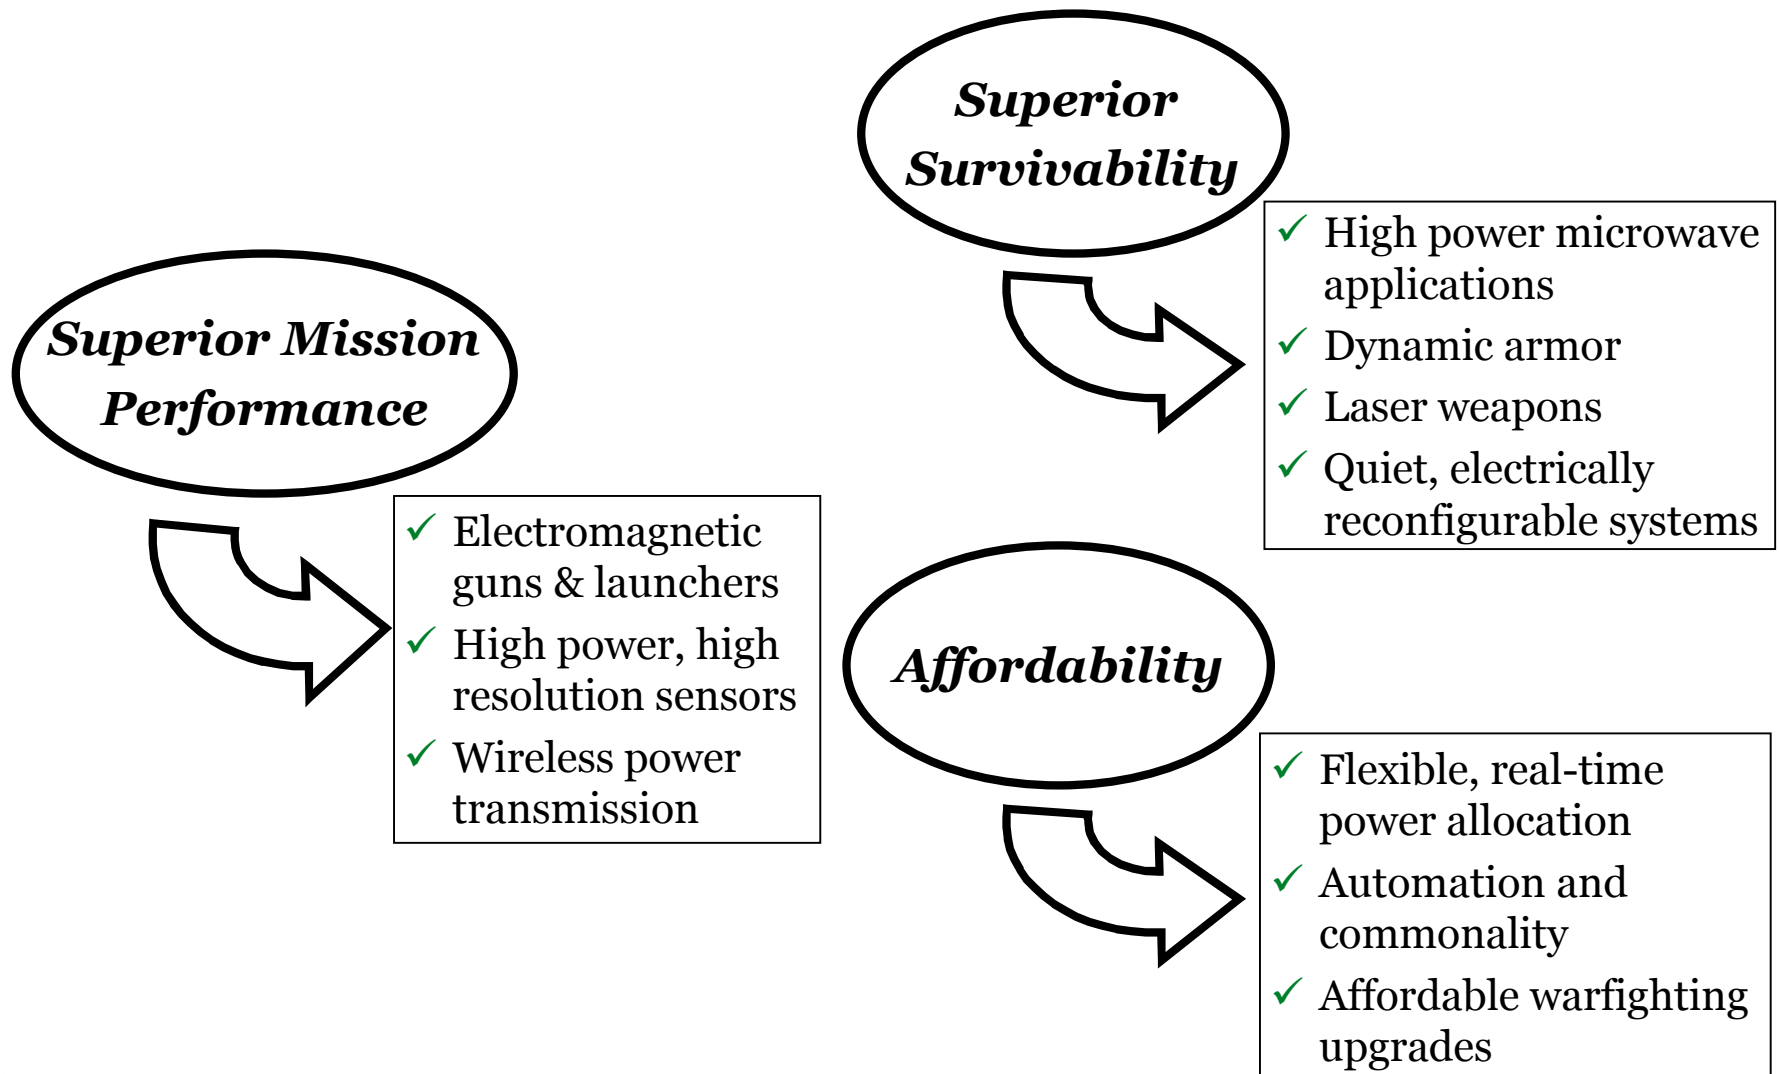 Superior Mission
Performance
✓ Electromagnetic
guns & launchers
✓ High power, high
resolution sensors
✓ Wireless power
transmission
Superior
Survivability
✓ High power microwave
applications
✓ Dynamic armor
✓ Laser weapons
✓ Quiet, electrically
reconfigurable systems
Affordability
✓ Flexible, real-time
power allocation
✓ Automation and
commonality
✓ Affordable warfighting
upgrades